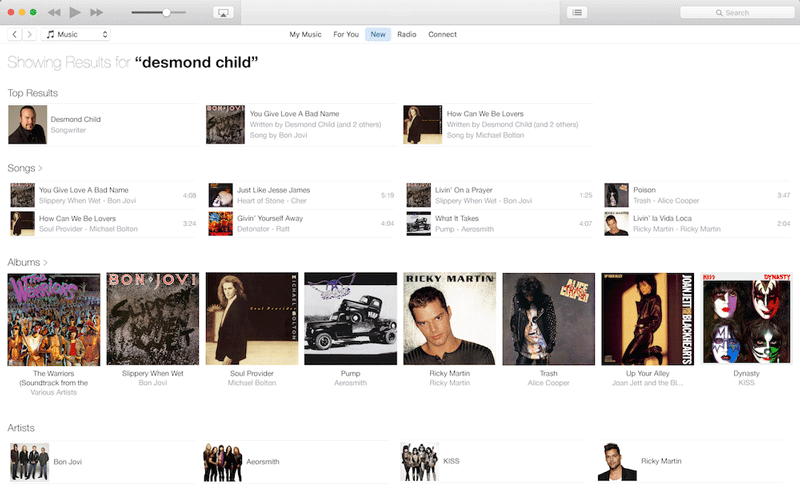 Search
Music
My Music
For You
New
Radio
Connect
Showing Results for “desmond child”
Top Results
Desmond Child
Songwriter
You Give Love A Bad Name
Written by Desmond Child (and 2 others)
Song by Bon Jovi
How Can We Be Lovers
Written by Desmond Child (and 2 others)
Song by Michael Bolton
Songs >
You Give Love A Bad Name
Slippery When Wet - Bon Jovi
4:08
Just Like Jesse James
Heart of Stone - Cher
5:19
Livin’ On a Prayer
Slippery When Wet - Bon Jovi
1:25
Poison
Trash - Alice Cooper
3:47
How Can We Be Lovers
Soul Provider - Michael Bolton
3:24
Givin’ Yourself Away
Detonator - Ratt
4:04
What It Takes
Pump - Aerosmith
4:07
Livin’ la Vida Loca
Ricky Martin - Ricky Martin
2:04
Albums >
The Warriors
BON JOVI
Soul Provider
MICHAEL BOLTON
RICKY MARTIN
ALICE COOPER
UP YOUR ALLEY
JOAN JETT AND THE BLACKHEARTS
KISS
DYNASTY
The Warriors
(Soundtrack from the
Various Artists
Slippery When Wet
Bon Jovi
Soul Provider
Michael Bolton
Pump
Aerosmith
Ricky Martin
Ricky Martin
Trash
Alice Cooper
Up Your Alley
Joan Jett and the Bl...
Dynasty
KISS
Artists
Bon Jovi
Aeorsmith
KISS
Ricky Martin